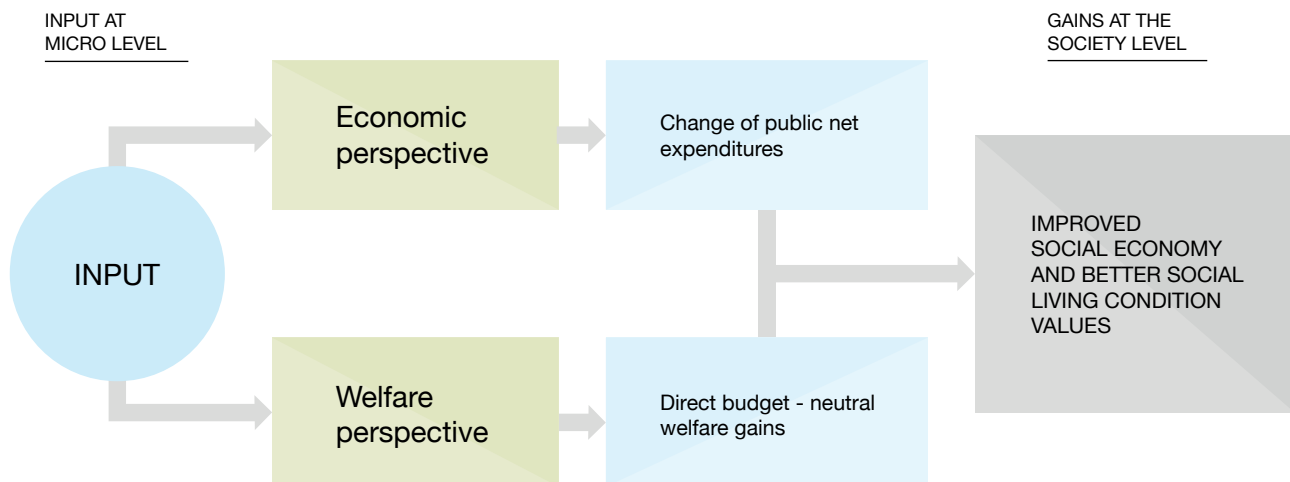 INPUT AT
MICRO LEVEL
GAINS AT THE
SOCIETY LEVEL
Economic
perspective
Change of public net
expenditures
INPUT
IMPROVED
SOCIAL ECONOMY
AND BETTER SOCIAL
LIVING CONDITION
VALUES
Welfare
perspective
Direct budget - neutral
welfare gains